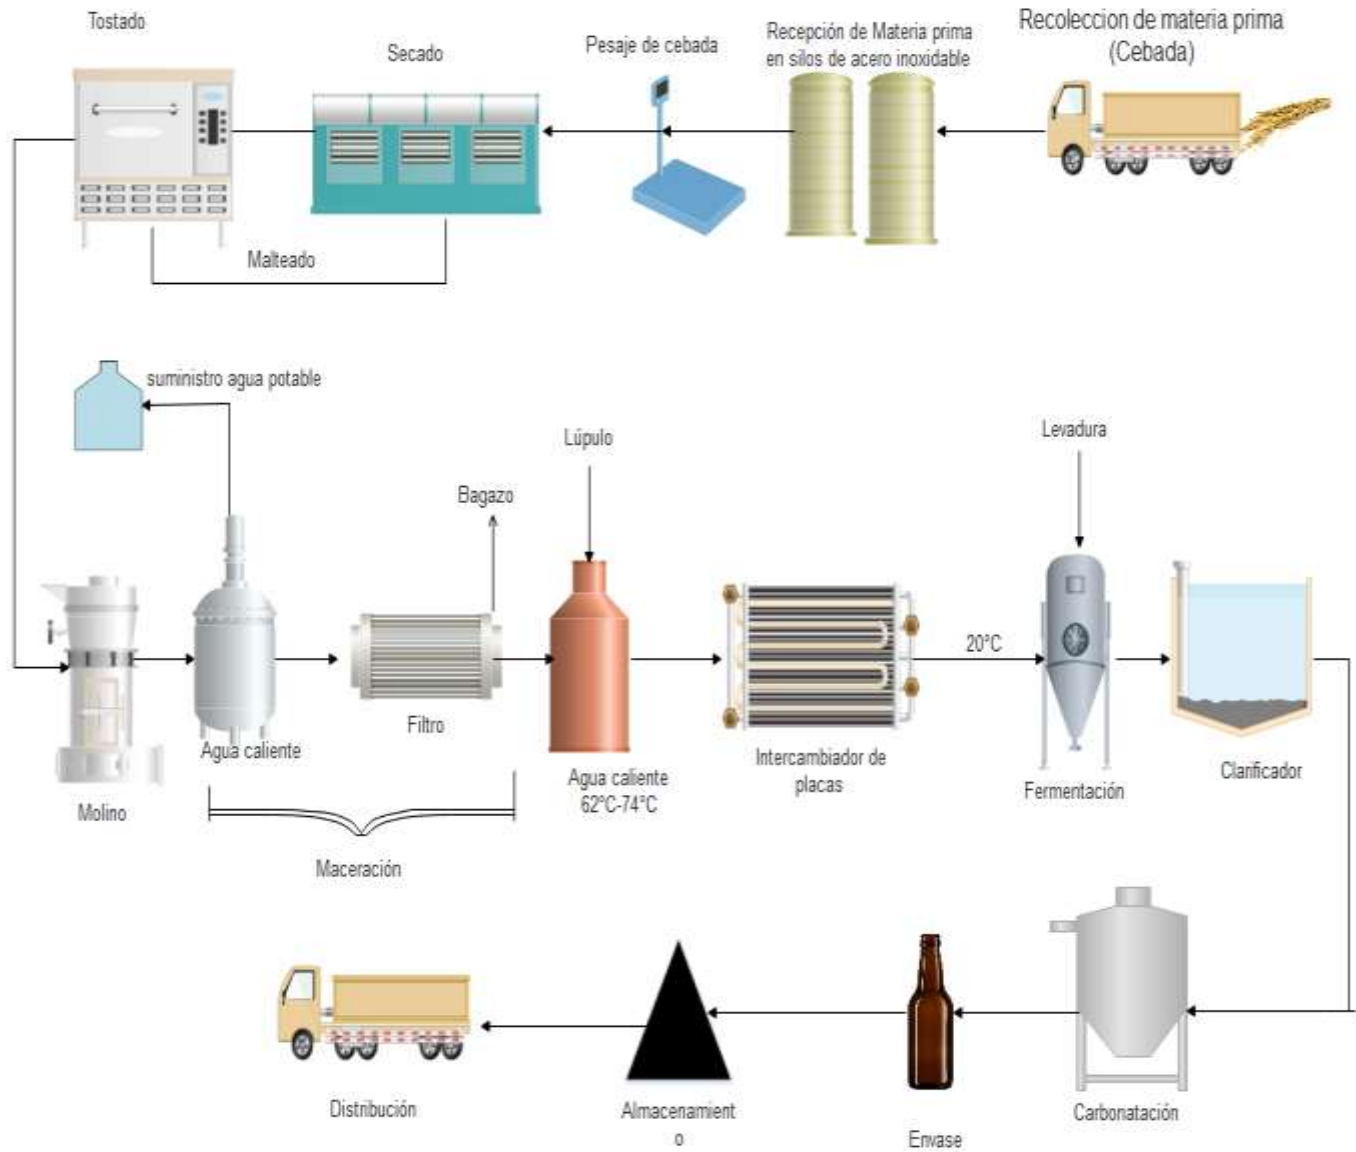 Tostado
Secado
Pesaje de cebada
Recepción de Materia prima
en silos de acero inoxidable
Recoleccion de materia prima
(Cebada)
Malteado
suministro agua potable
Lúpulo
Levadura
Bagazo
20°C
Molino
Agua caliente
Filtro
Maceración
Agua caliente
62°C-74°C
Intercambiador de
placas
Fermentación
Clarificador
Distribución
Almacenamient
o
Envase
Carbonatación